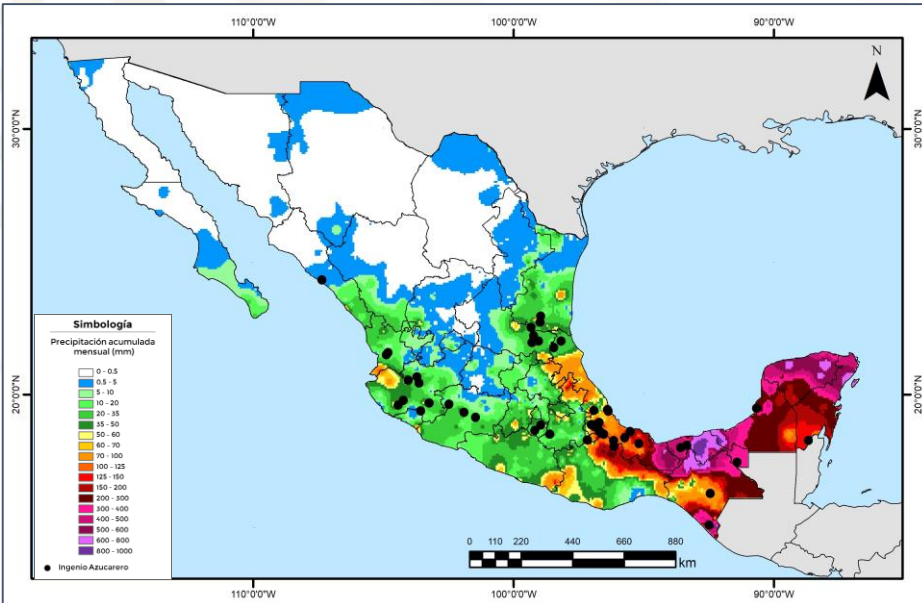 110°0'0"W 100°0'0"W 90°0'0"W
N
30°0'0"N 30°0'0"N
20°0'0"N 20°0'0"N
Simbología
Precipitación acumulada
mensual (mm)
0 - 0.5
0.5 - 5
5 - 10
10 - 20
20 - 35
35 - 50
50 - 60
60 - 70
70 - 100
100 - 125
125 - 150
150 - 200
200 - 300
300 - 400
400 - 500
500 - 600
600 - 800
800 - 1000
Ingenio Azucarero
0 110 220 440 660 880
km
110°0'0"W 100°0'0"W 90°0'0"W